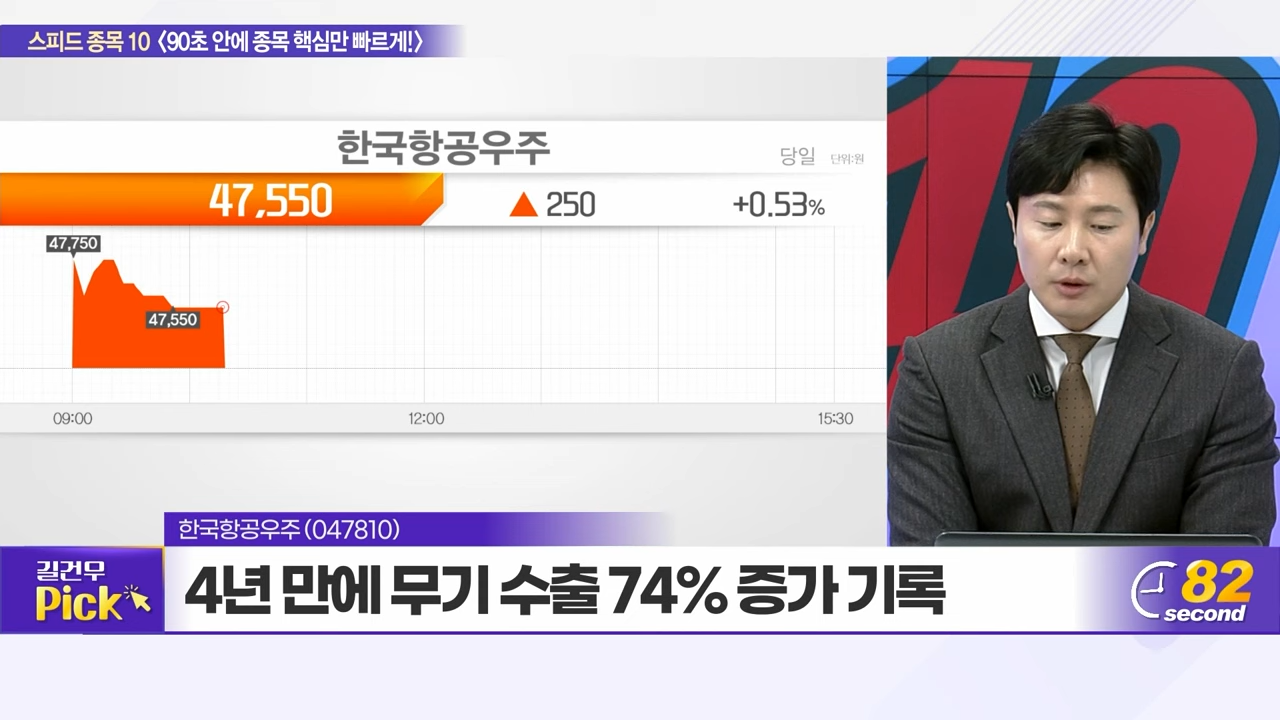 스피드 종목 10 〈90초 안에 종목 핵심만 빠르게!〉
한국항공우주
당일 단위:원
47,550 ▲ 250 +0.53%
47,750
47,550
09:00 12:00 15:30
10
한국항공우주 (047810)
길건무
Pick
4년 만에 무기 수출 74% 증가 기록
82
second